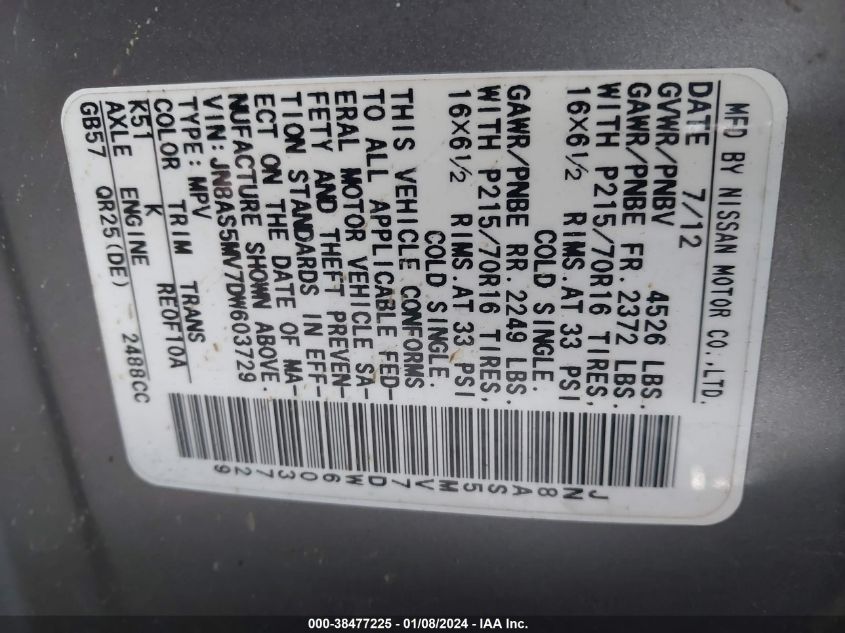 MFD BY NISSAN MOTOR CO.,LTD.
DATE 7/12
GVWR/PNBV 4526 LBS.
GAWR/PNBE FR. 2372 LBS.
WITH P215/70R16 TIRES,
16X6½ RIMS.AT 33 PSI
COLD SINGLE.
GAWR/PNBE RR. 2249 LBS.
WITH P215/70R16 TIRES,
16X6½ RIMS.AT 33 PSI
COLD SINGLE.
THIS VEHICLE CONFORMS
TO ALL APPLICABLE FED-
ERAL MOTOR VEHICLE SA-
FETY AND THEFT PREVEN-
TION STANDARDS IN EFF-
ECT ON THE DATE OF MA-
NUFACTURE SHOWN ABOVE.
VIN:JN8AS5MV7DW603729
TYPE: MPV
COLOR TRIM TRANS
K51 K RE0F10A
AXLE ENGINE
GB57 QR25(DE) 2488CC
JN8AS5MV7DW603729
000-38477225 - 01/08/2024 - IAA Inc.